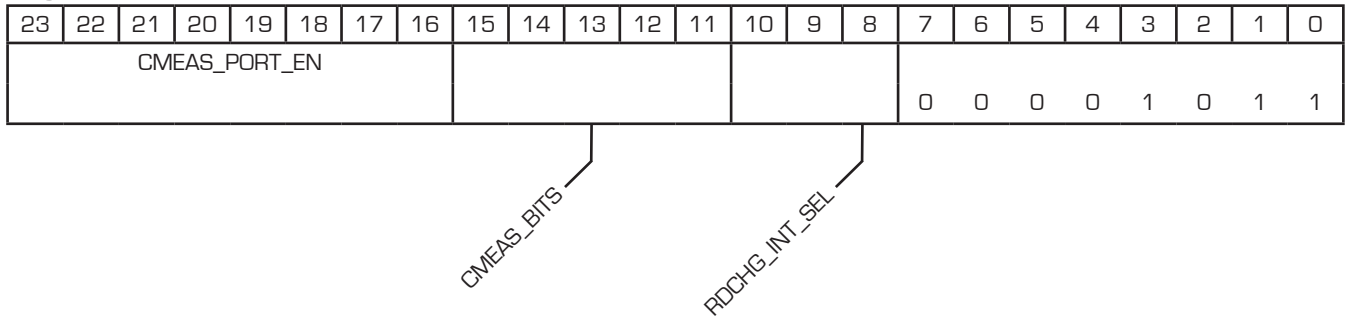 23 22 21 20 19 18 17 16 15 14 13 12 11 10 9 8 7 6 5 4 3 2 1 0
CMEAS_PORT_EN
0 0 0 0 1 0 1 1
CMEAS_BITS
RDCHG_INT_SEL